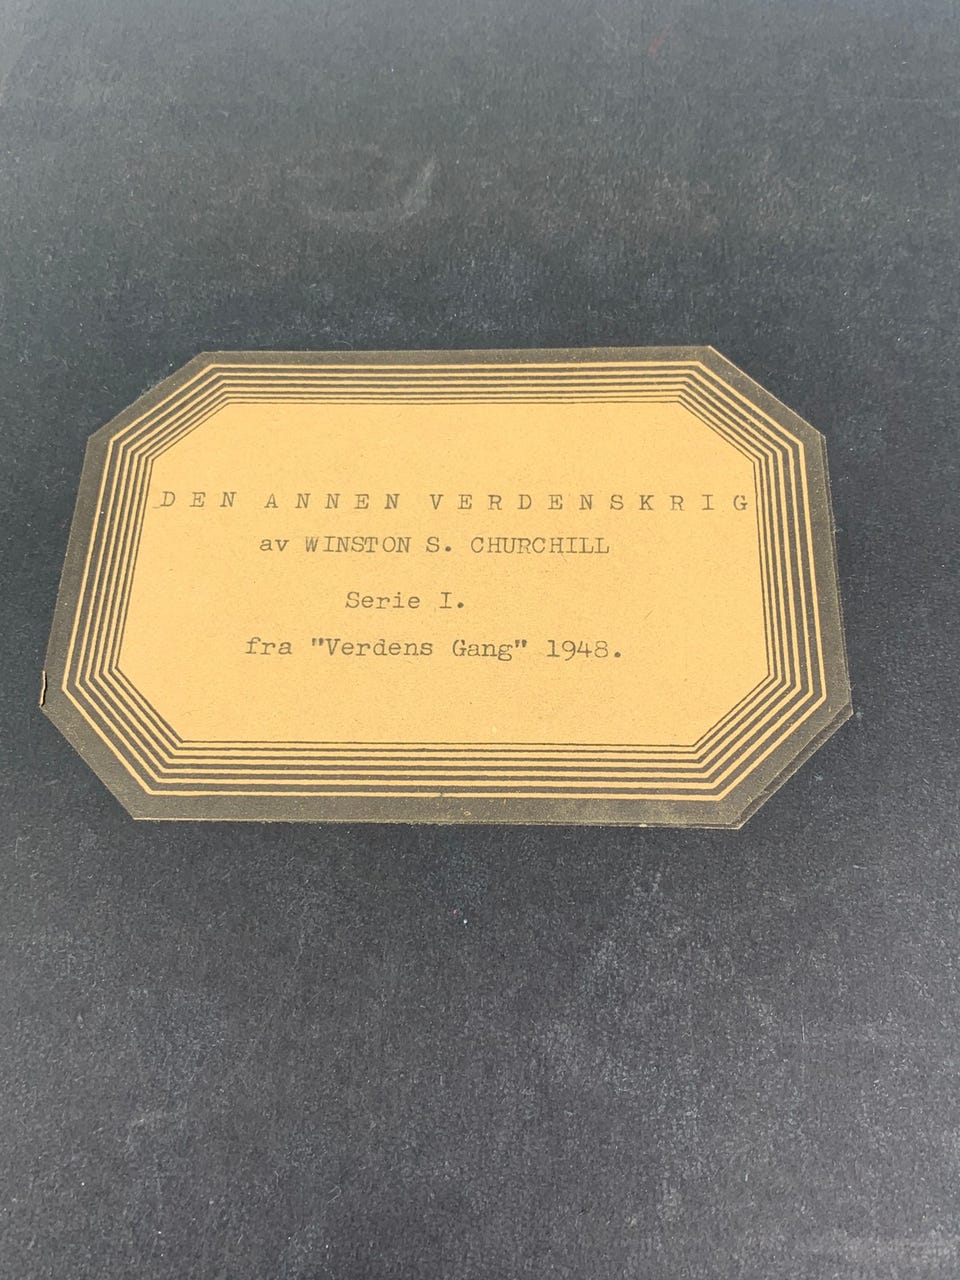 DEN ANNEN VERDENSKRIG
av WINSTON S. CHURCHILL
Serie I.
fra "Verdens Gang" 1948.